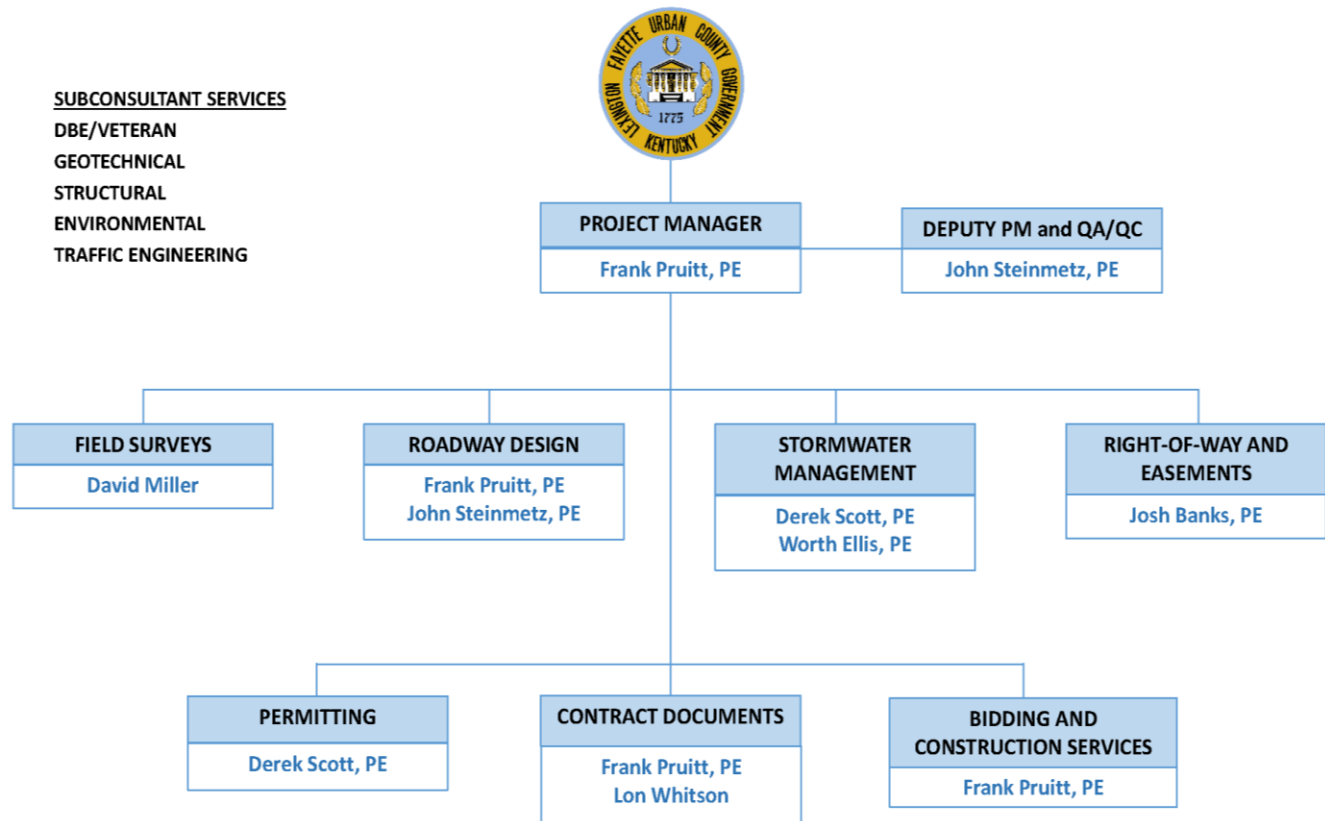 LEXINGTON FAYETTE URBAN COUNTY GOVERNMENT
1775
KENTUCKY
SUBCONSULTANT SERVICES
DBE/VETERAN
GEOTECHNICAL
STRUCTURAL
ENVIRONMENTAL
TRAFFIC ENGINEERING
PROJECT MANAGER
Frank Pruitt, PE
DEPUTY PM and QA/QC
John Steinmetz, PE
FIELD SURVEYS
David Miller
ROADWAY DESIGN
Frank Pruitt, PE
John Steinmetz, PE
STORMWATER
MANAGEMENT
Derek Scott, PE
Worth Ellis, PE
RIGHT-OF-WAY AND
EASEMENTS
Josh Banks, PE
PERMITTING
Derek Scott, PE
CONTRACT DOCUMENTS
Frank Pruitt, PE
Lon Whitson
BIDDING AND
CONSTRUCTION SERVICES
Frank Pruitt, PE